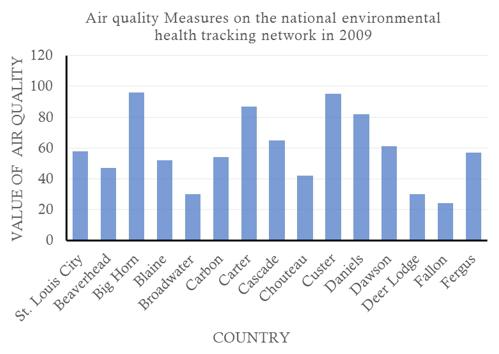 Air quality Measures on the national environmental
health tracking network in 2009
VALUE OF AIR QUALITY
120
100
80
60
40
20
0
St. Louis City
Beaverhead
Big Horn
Blaine
Broadwater
Carbon
Carter
Cascade
Chouteau
Custer
Daniels
Dawson
Deer Lodge
Fallon
Fergus
COUNTRY